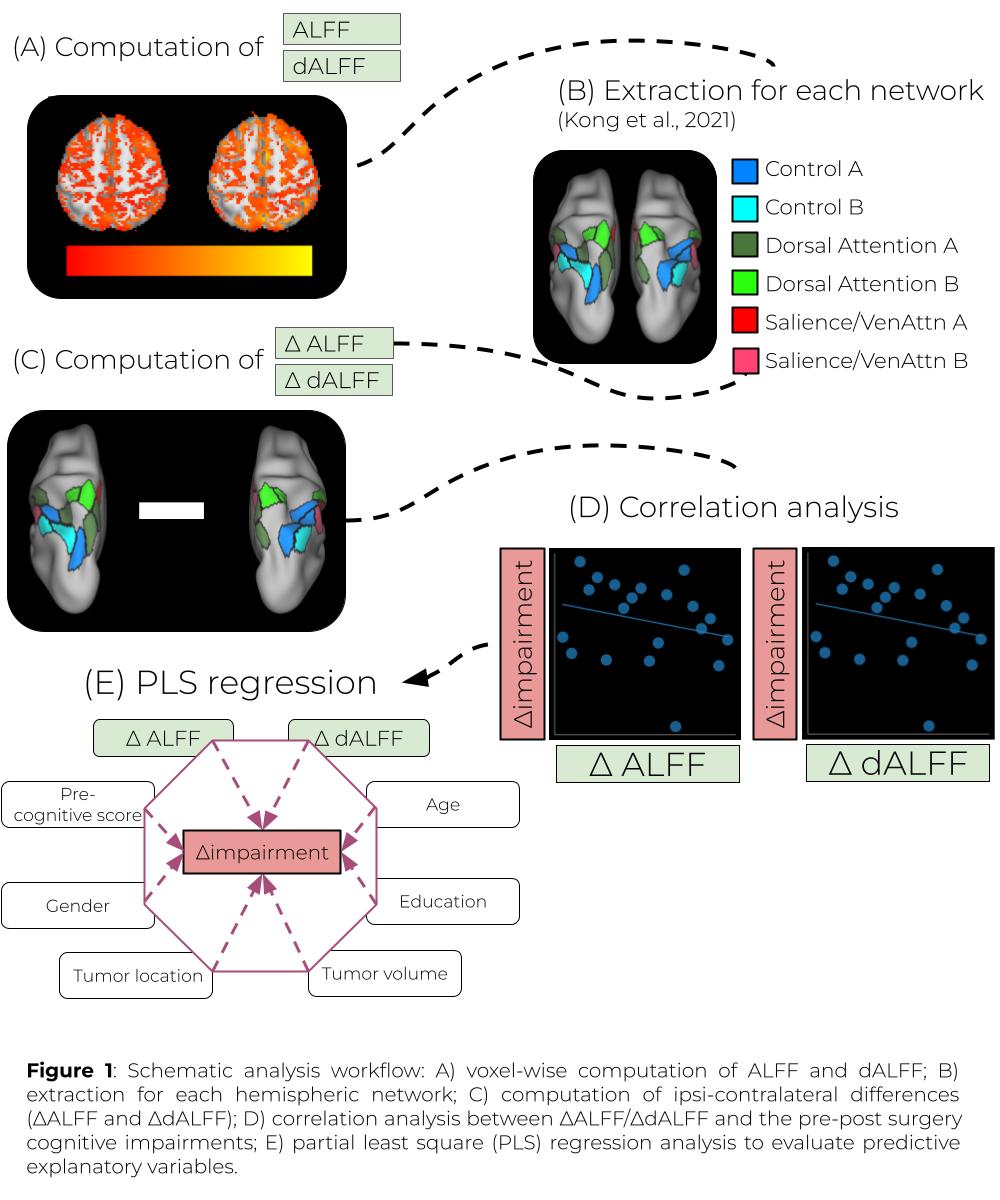 (A) Computation of
ALFF
dALFF
(B) Extraction for each network
(Kong et al., 2021)
Control A
Control B
Dorsal Attention A
Dorsal Attention B
Salience/VenAttn A
Salience/VenAttn B
(C) Computation of
Δ ALFF
Δ dALFF
(D) Correlation analysis
Δimpairment
Δ ALFF
Δimpairment
Δ dALFF
(E) PLS regression
Δ ALFF
Δ dALFF
Pre-
cognitive score
Age
Δimpairment
Gender
Education
Tumor location
Tumor volume
Figure 1: Schematic analysis workflow: A) voxel-wise computation of ALFF and dALFF; B)
extraction for each hemispheric network; C) computation of ipsi-contralateral differences
(ΔALFF and ΔdALFF); D) correlation analysis between ΔALFF/ΔdALFF and the pre-post surgery
cognitive impairments; E) partial least square (PLS) regression analysis to evaluate predictive
explanatory variables.